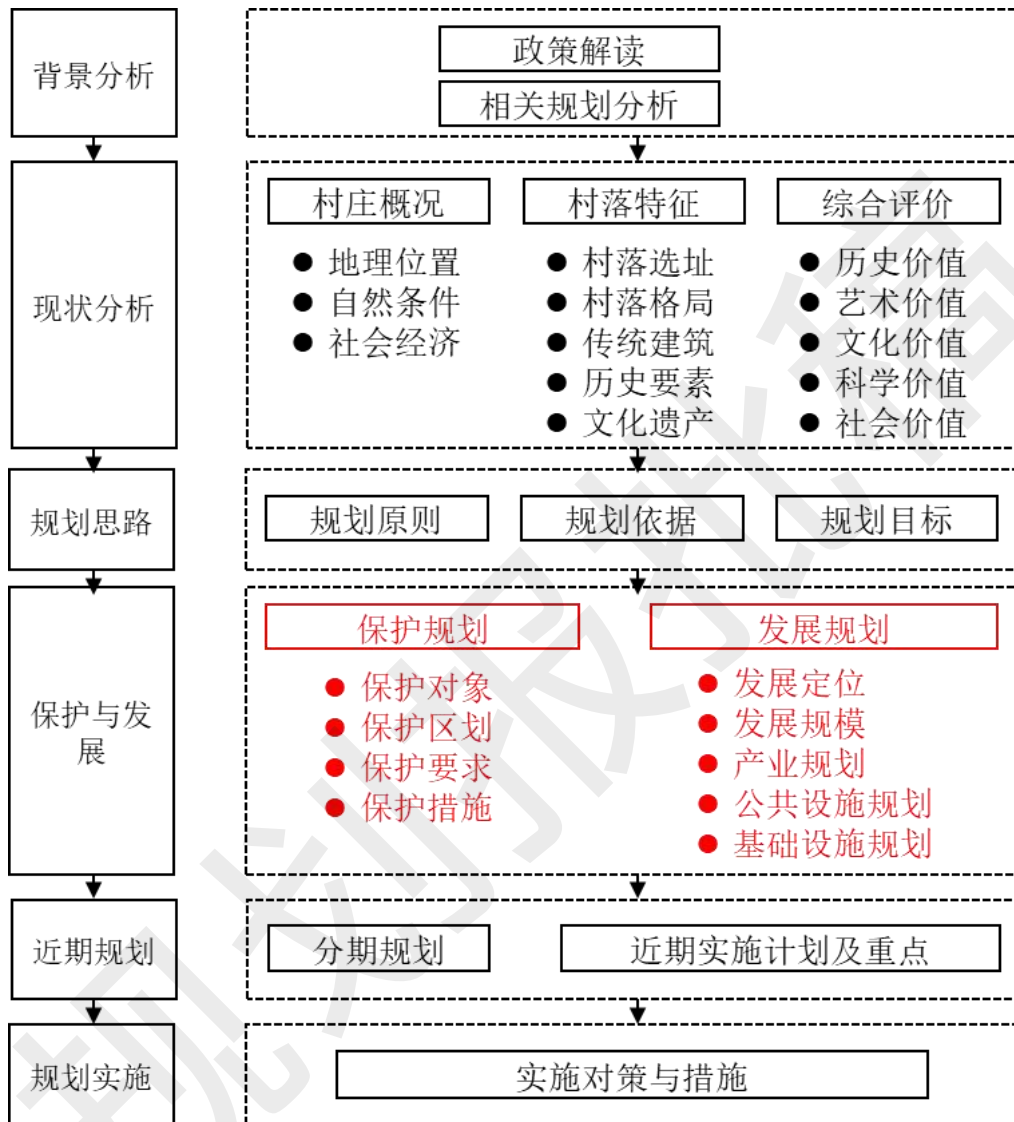 背景分析
政策解读
相关规划分析
现状分析
村庄概况
● 地理位置
● 自然条件
● 社会经济
村落特征
● 村落选址
● 村落格局
● 传统建筑
● 历史要素
● 文化遗产
综合评价
● 历史价值
● 艺术价值
● 文化价值
● 科学价值
● 社会价值
规划思路
规划原则
规划依据
规划目标
保护与发
展
保护规划
● 保护对象
● 保护区划
● 保护要求
● 保护措施
发展规划
● 发展定位
● 发展规模
● 产业规划
● 公共设施规划
● 基础设施规划
近期规划
分期规划
近期实施计划及重点
规划实施
实施对策与措施
规划报批稿